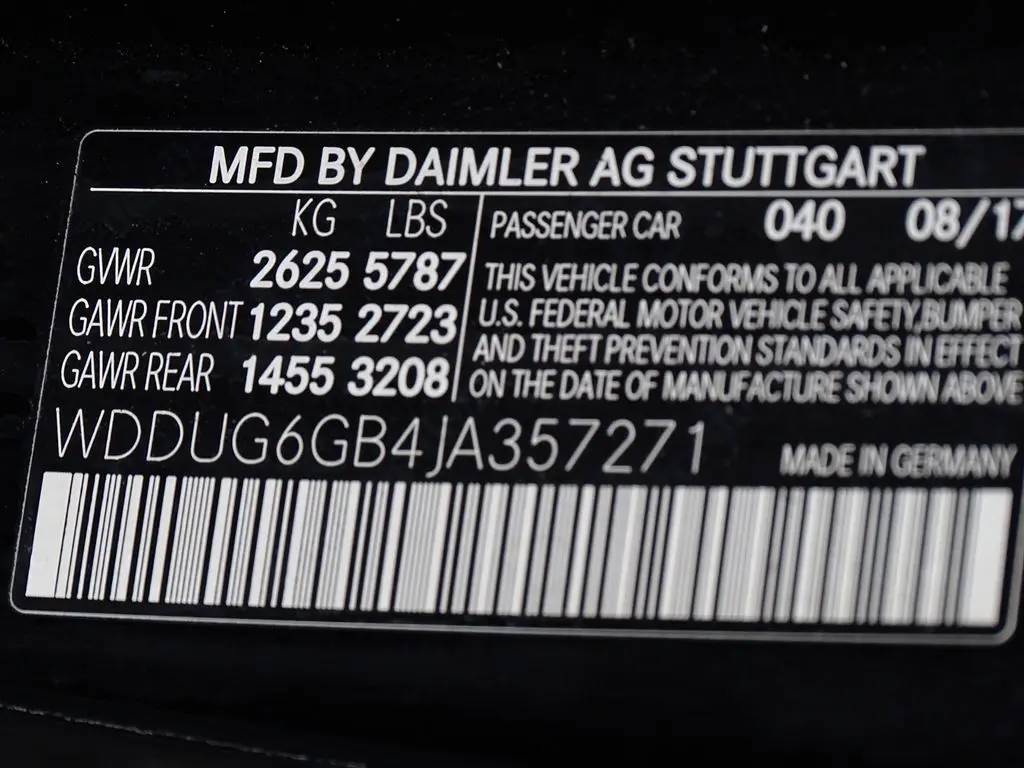 MFD BY DAIMLER AG STUTTGART
KG LBS
GVWR 2625 5787
GAWR FRONT 1235 2723
GAWR REAR 1455 3208
PASSENGER CAR 040 08/17
THIS VEHICLE CONFORMS TO ALL APPLICABLE
U.S. FEDERAL MOTOR VEHICLE SAFETY, BUMPER
AND THEFT PREVENTION STANDARDS IN EFFECT
ON THE DATE OF MANUFACTURE SHOWN ABOVE
WDDUG6GB4JA357271
MADE IN GERMANY